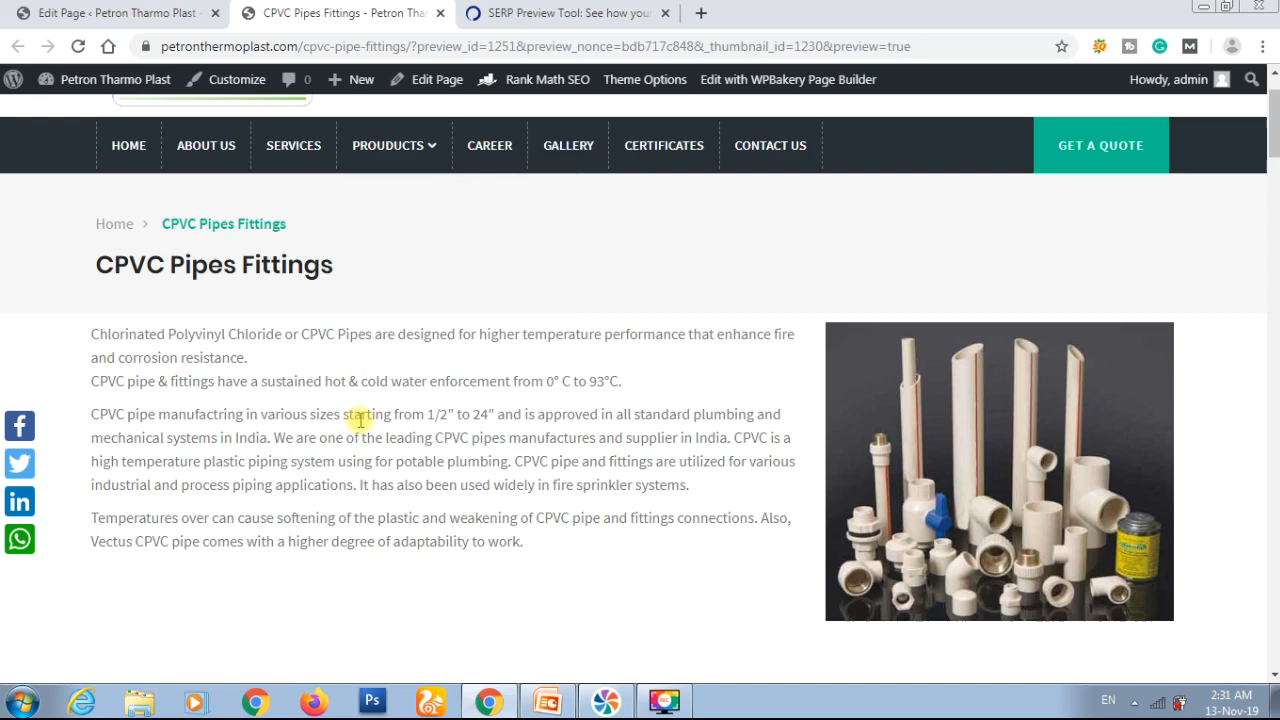 Edit Page ‹ Petron Tharmo Plast -
CPVC Pipes Fittings - Petron Tha
SERP Preview Tool: See how your
petronthermoplast.com/cpvc-pipe-fittings/?preview_id=1251&preview_nonce=bdb717c848&_thumbnail_id=1230&preview=true
Petron Tharmo Plast Customize 0 New Edit Page Rank Math SEO Theme Options Edit with WPBakery Page Builder Howdy, admin
HOME ABOUT US SERVICES PRODUCTS CAREER GALLERY CERTIFICATES CONTACT US GET A QUOTE
Home > CPVC Pipes Fittings
CPVC Pipes Fittings
Chlorinated Polyvinyl Chloride or CPVC Pipes are designed for higher temperature performance that enhance fire
and corrosion resistance.
CPVC pipe & fittings have a sustained hot & cold water enforcement from 0° C to 93°C.
CPVC pipe manufactring in various sizes starting from 1/2″ to 24″ and is approved in all standard plumbing and
mechanical systems in India. We are one of the leading CPVC pipes manufactures and supplier in India. CPVC is a
high temperature plastic piping system using for potable plumbing. CPVC pipe and fittings are utilized for various
industrial and process piping applications. It has also been used widely in fire sprinkler systems.
Temperatures over can cause softening of the plastic and weakening of CPVC pipe and fittings connections. Also,
Vectus CPVC pipe comes with a higher degree of adaptability to work.
Ps
REC
EN
2:31 AM
13-Nov-19